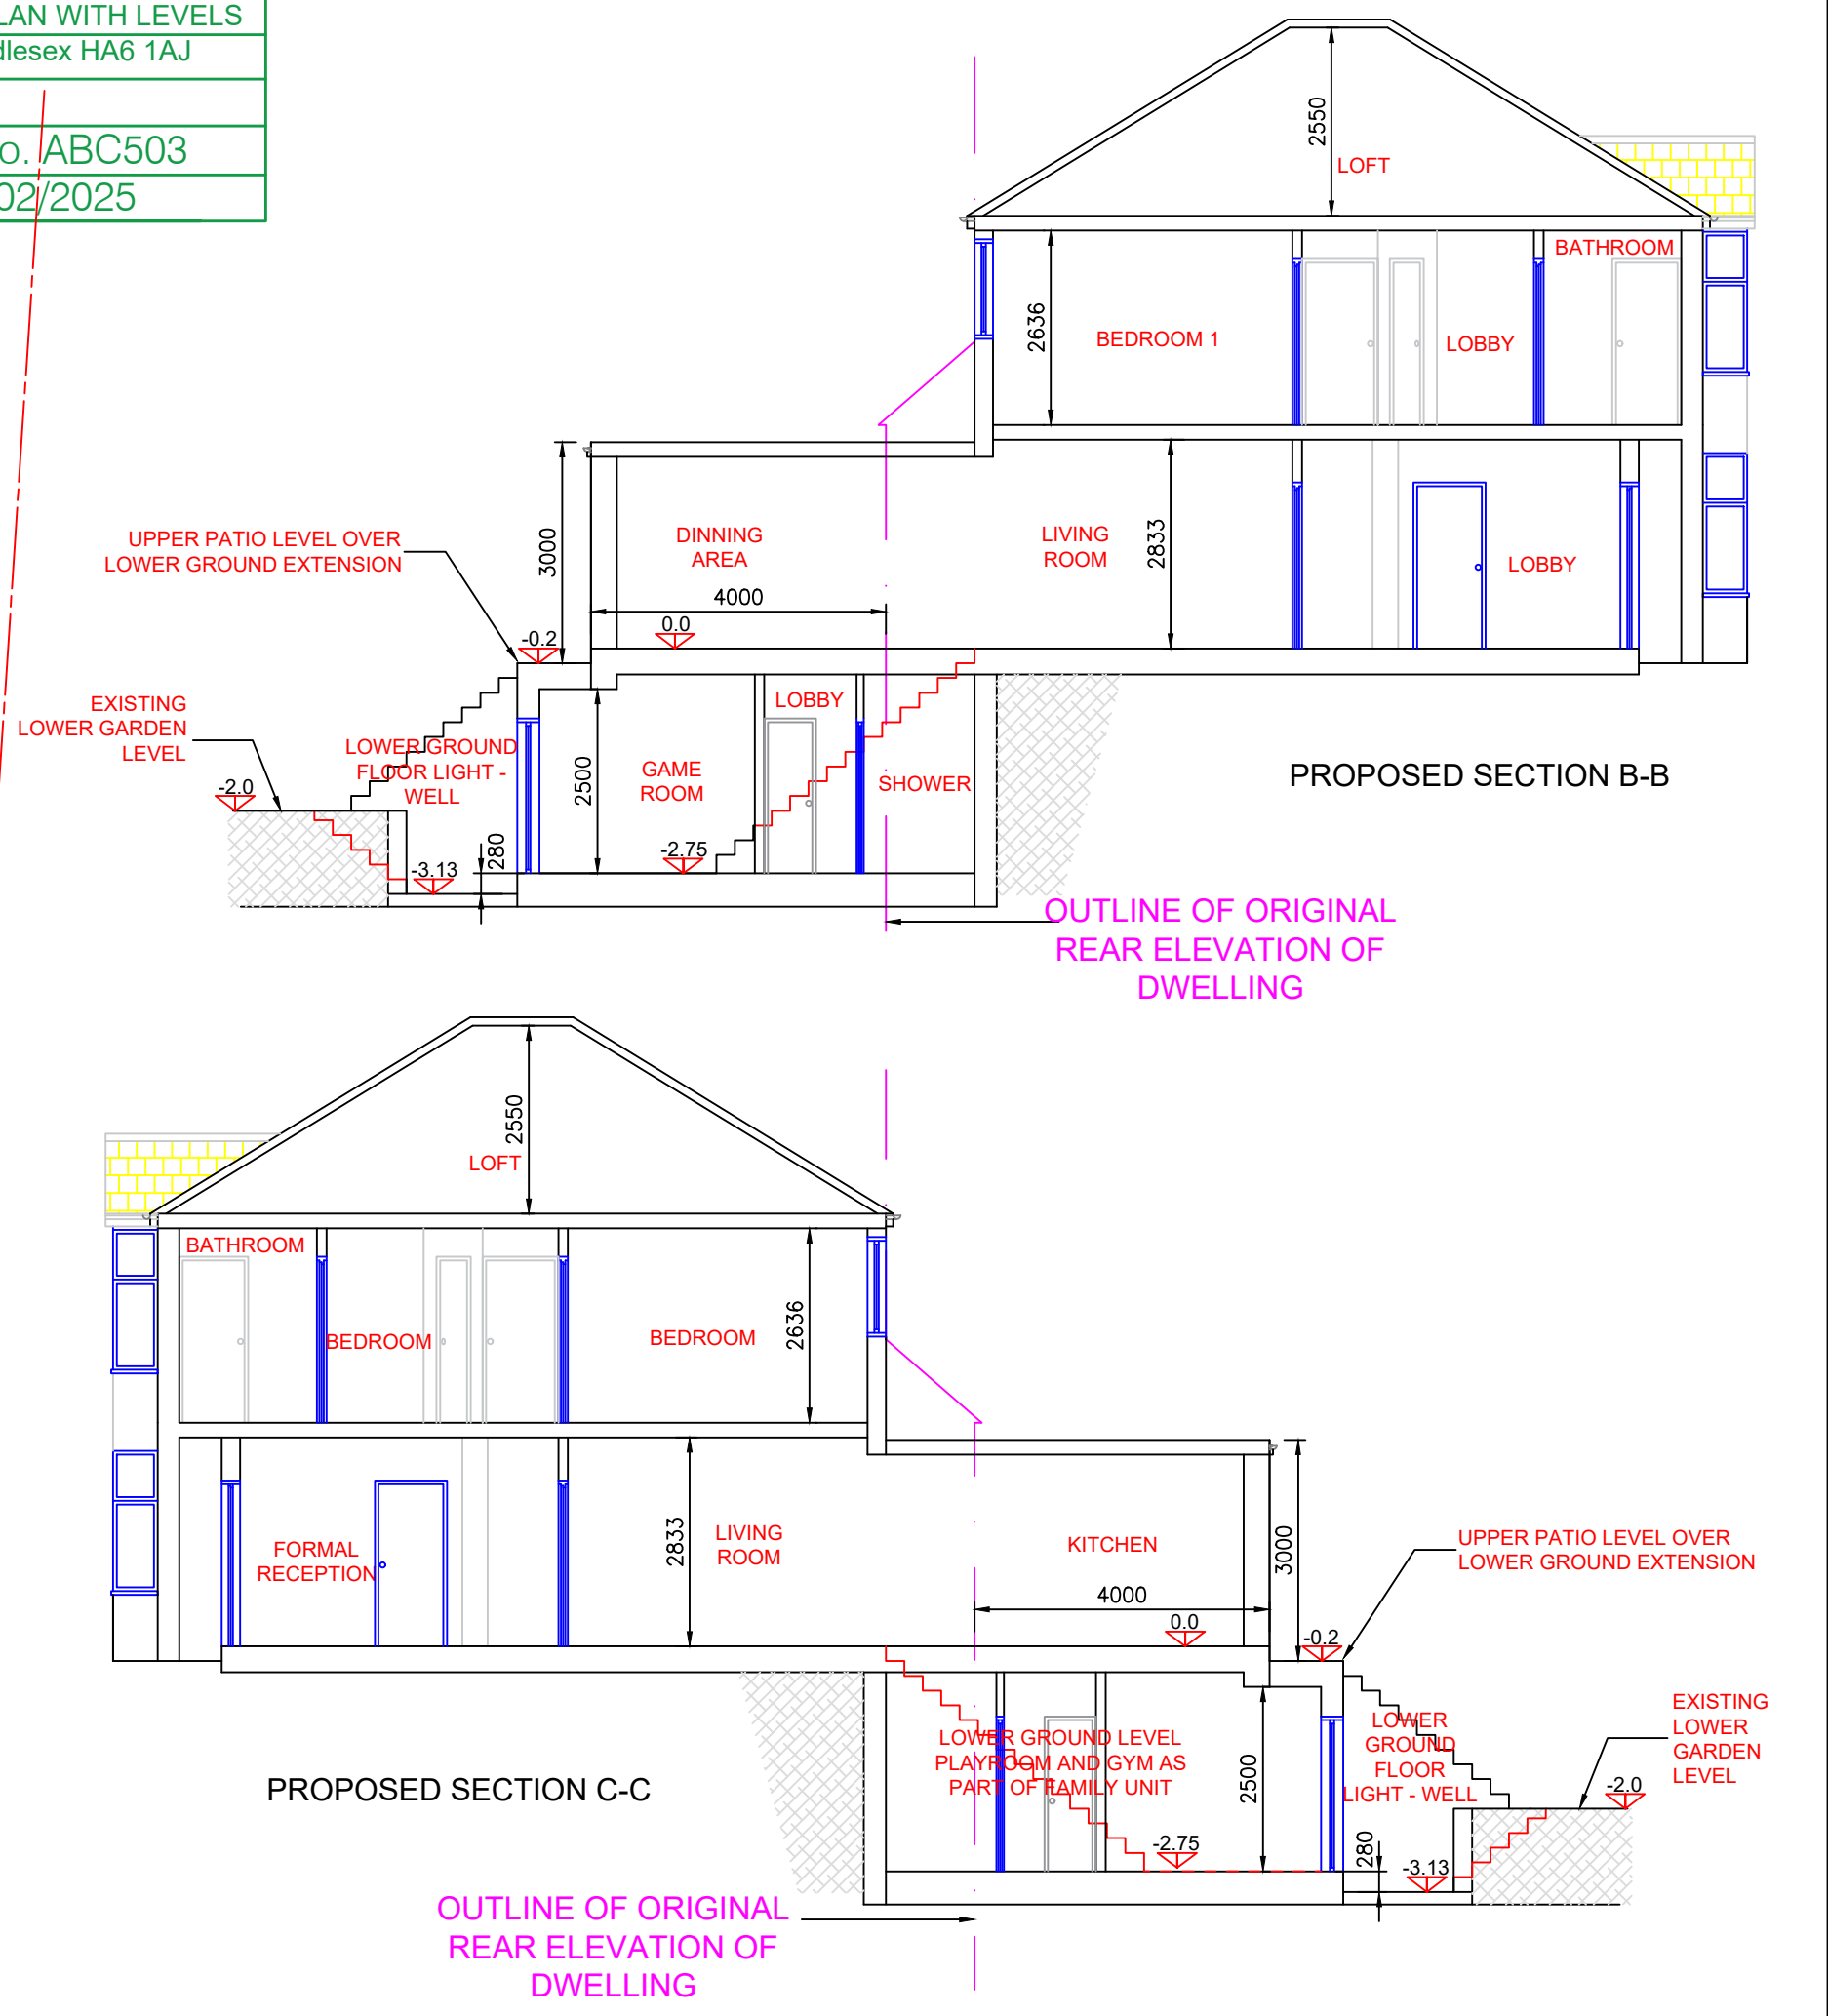 LAN WITH LEVELS
dlesex HA6 1AJ
o. ABC503
02/2025
2550
LOFT
BATHROOM
2636
BEDROOM 1
LOBBY
UPPER PATIO LEVEL OVER
LOWER GROUND EXTENSION
3000
DINNING
AREA
LIVING
ROOM
2833
LOBBY
4000
0.0
-0.2
EXISTING
LOWER GARDEN
LEVEL
LOWER GROUND
FLOOR LIGHT -
WELL
2500
GAME
ROOM
LOBBY
SHOWER
PROPOSED SECTION B-B
-2.0
280
-2.75
-3.13
OUTLINE OF ORIGINAL
REAR ELEVATION OF
DWELLING
2550
LOFT
BATHROOM
BEDROOM
BEDROOM
2636
FORMAL
RECEPTION
2833
LIVING
ROOM
KITCHEN
3000
UPPER PATIO LEVEL OVER
LOWER GROUND EXTENSION
4000
0.0
-0.2
LOWER GROUND LEVEL
PLAYROOM AND GYM AS
PART OF FAMILY UNIT
2500
LOWER
GROUND
FLOOR
LIGHT - WELL
EXISTING
LOWER
GARDEN
LEVEL
-2.0
PROPOSED SECTION C-C
-2.75
280
-3.13
OUTLINE OF ORIGINAL
REAR ELEVATION OF
DWELLING